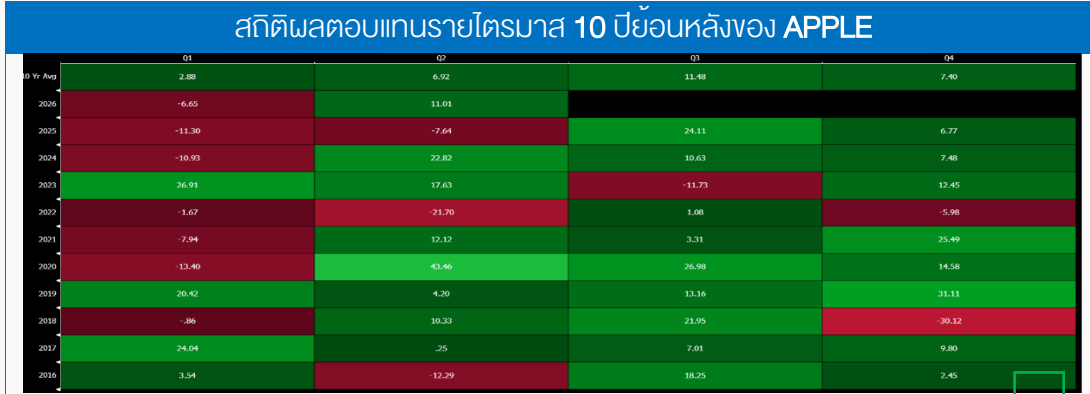 สถิติผลตอบแทนรายไตรมาส 10 ปีย้อนหลังของ APPLE
Q1 Q2 Q3 Q4
10 Yr Avg 2.88 6.92 11.48 7.40
2026 -6.65 11.01
2025 -11.30 -7.64 24.11 6.77
2024 -10.93 22.82 10.63 7.48
2023 26.91 17.63 -11.73 12.45
2022 -1.67 -21.70 1.08 -5.98
2021 -7.94 12.12 3.31 25.49
2020 -13.40 43.46 26.98 14.58
2019 20.42 4.20 13.16 31.11
2018 -.86 10.33 21.95 -30.12
2017 24.04 .25 7.01 9.80
2016 3.54 -12.29 18.25 2.45